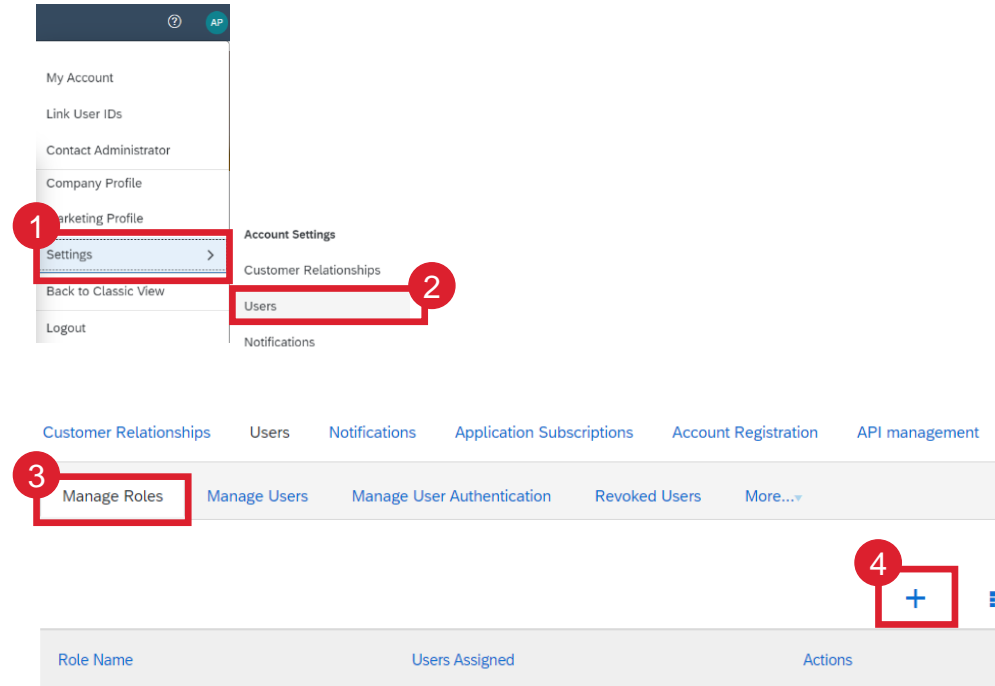 ? AP
My Account
Link User IDs
Contact Administrator
Company Profile
arketing Profile
1
Settings >
Back to Classic View
Logout
Account Settings
Customer Relationships
2
Users
Notifications
Customer Relationships Users Notifications Application Subscriptions Account Registration API management
3
Manage Roles Manage Users Manage User Authentication Revoked Users More...
4
+
Role Name Users Assigned Actions